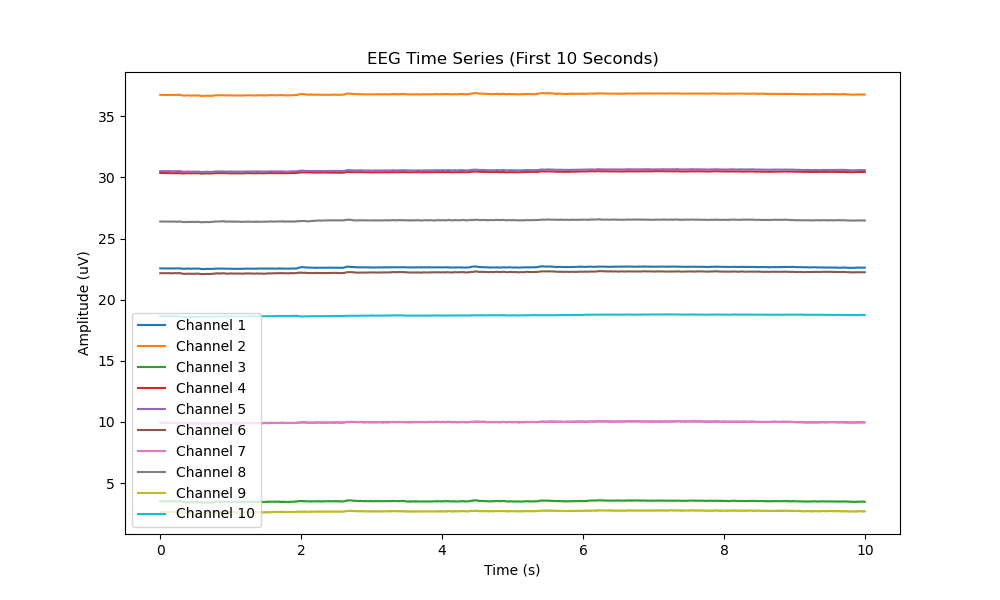 EEG Time Series (First 10 Seconds)
Amplitude (uV)
35
30
25
20
15
10
5
Channel 1
Channel 2
Channel 3
Channel 4
Channel 5
Channel 6
Channel 7
Channel 8
Channel 9
Channel 10
0 2 4 6 8 10
Time (s)